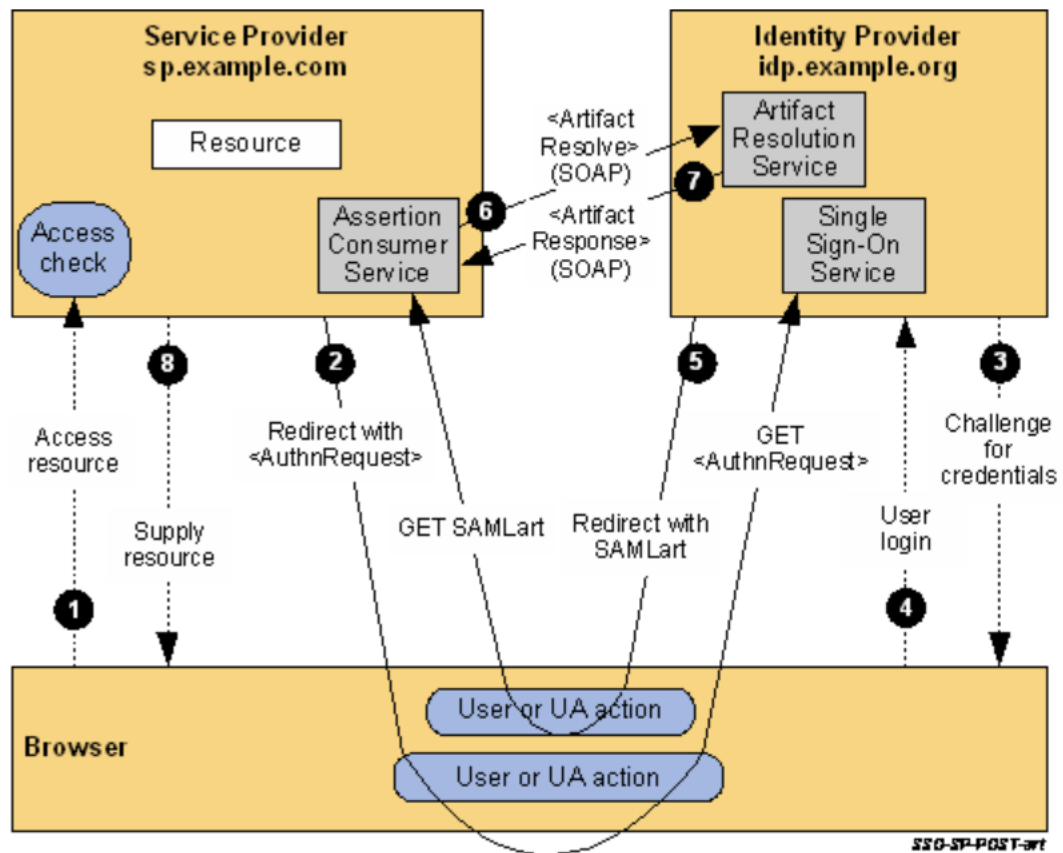 Service Provider
sp.example.com
Identity Provider
idp.example.org
Resource
Access
check
Assertion
Consumer
Service
6
<Artifact
Resolve>
(SOAP)
7
<Artifact
Response>
(SOAP)
Artifact
Resolution
Service
Single
Sign-On
Service
8
2
5
3
Access
resource
Supply
resource
Redirect with
<AuthnRequest>
GET SAMLart
Redirect with
SAMLart
GET
<AuthnRequest>
User
login
Challenge
for
credentials
1
4
User or UA action
Browser
User or UA action
SSO-SP-POST-art